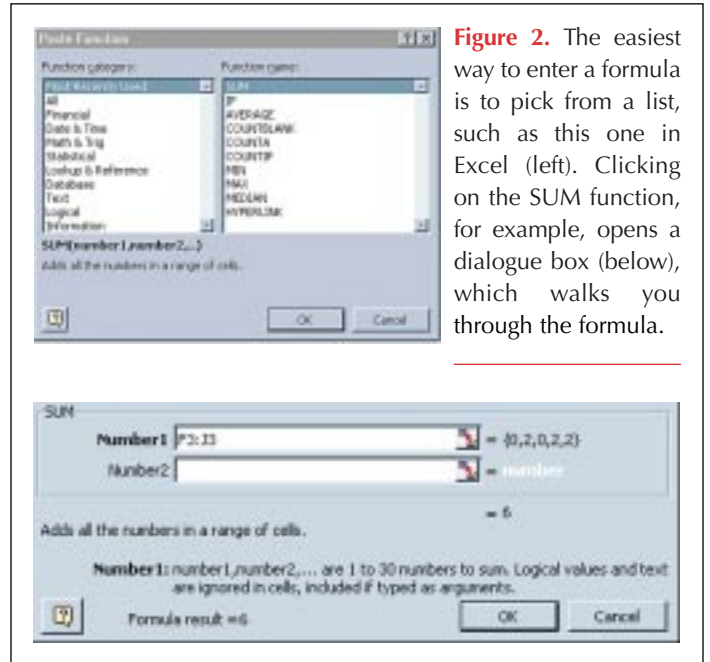 Paste Function
Function category:
Function name:
Most Recently Used
All
Financial
Date & Time
Math & Trig
Statistical
Lookup & Reference
Database
Text
Logical
Information
SUM
IF
AVERAGE
COUNTBLANK
COUNTA
COUNTIF
MIN
MAX
MEDIAN
HYPERLINK
SUM(number1,number2,...)
Adds all the numbers in a range of cells.
OK
Cancel
Figure 2. The easiest
way to enter a formula
is to pick from a list,
such as this one in
Excel (left). Clicking
on the SUM function,
for example, opens a
dialogue box (below),
which walks you
through the formula.
SUM
Number1 F3:J3 = {0,2,0,2,2}
Number2 = number
= 6
Adds all the numbers in a range of cells.
Number1: number1,number2,... are 1 to 30 numbers to sum. Logical values and text
are ignored in cells, included if typed as arguments.
Formula result =6
OK
Cancel